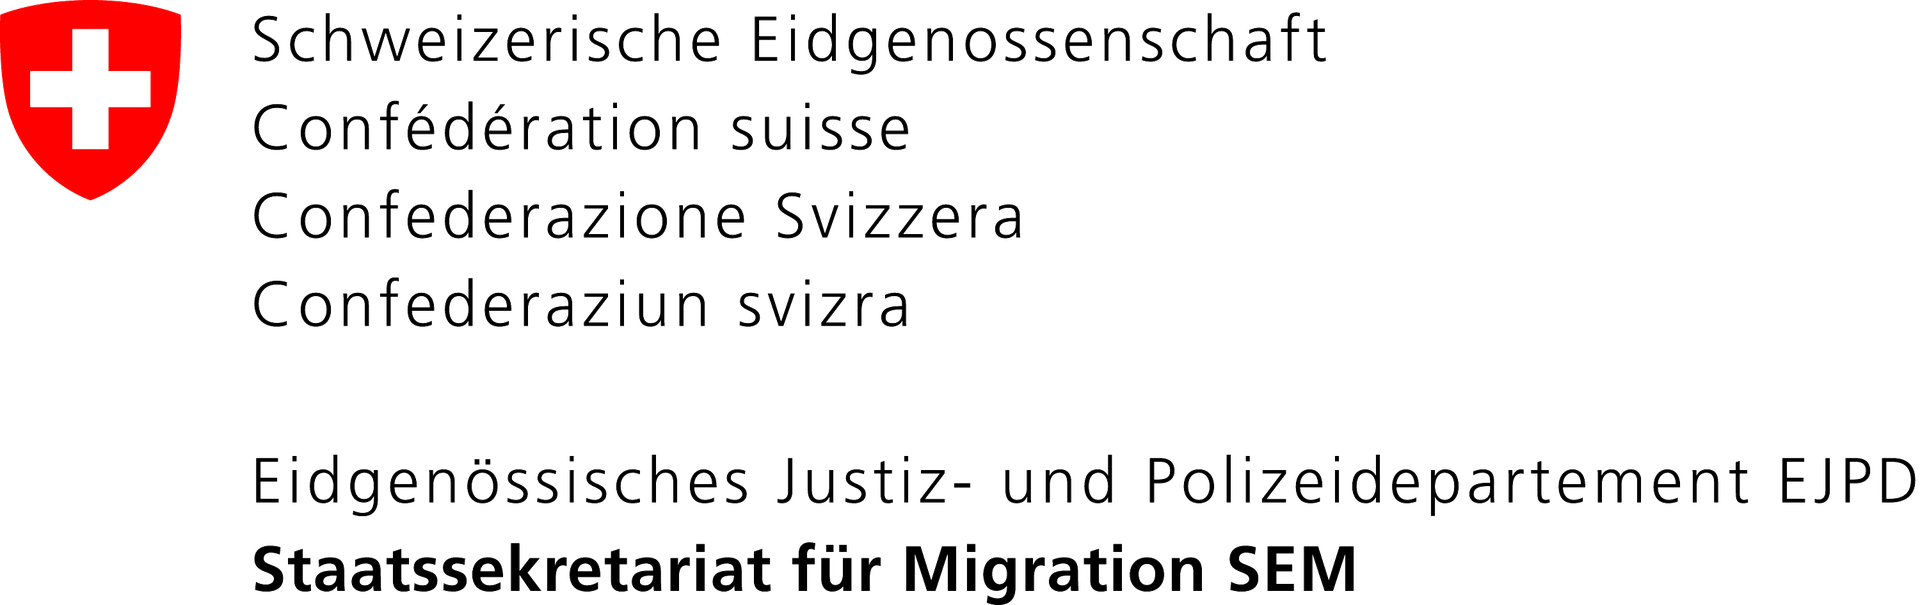 Schweizerische Eidgenossenschaft
Confédération suisse
Confederazione Svizzera
Confederaziun svizra
Eidgenössisches Justiz- und Polizeidepartement EJPD
Staatssekretariat für Migration SEM